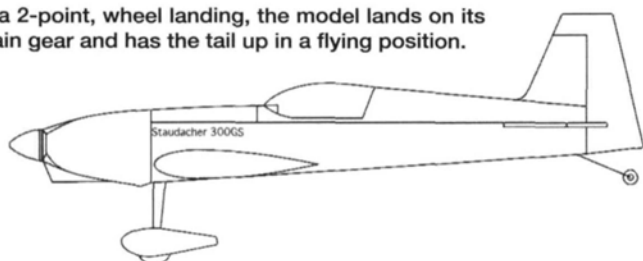 a 2-point, wheel landing, the model lands on its
ain gear and has the tail up in a flying position.
Staudacher 300GS